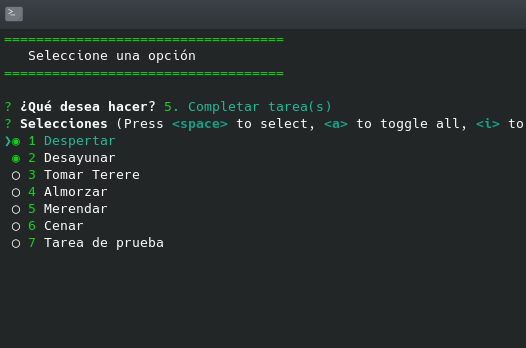 ===================================
Seleccione una opción
===================================
? ¿Qué desea hacer? 5. Completar tarea(s)
? Selecciones (Press <space> to select, <a> to toggle all, <i> to
❯◉ 1 Despertar
◉ 2 Desayunar
◯ 3 Tomar Terere
◯ 4 Almorzar
◯ 5 Merendar
◯ 6 Cenar
◯ 7 Tarea de prueba